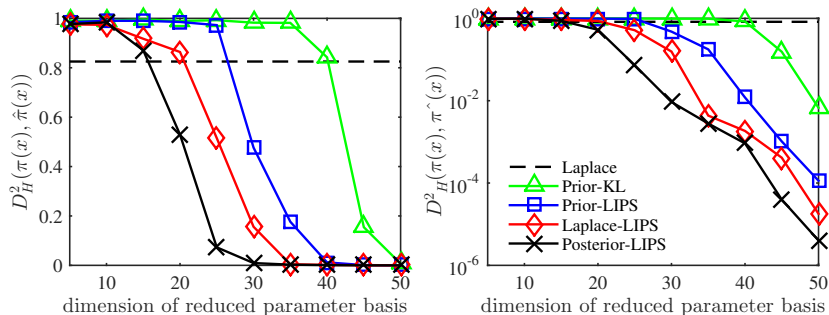 1
0.8
0.6
0.4
0.2
0
10 20 30 40 50
dimension of reduced parameter basis
D²_H(π(x), π̂(x))
10⁰
10⁻²
10⁻⁴
10⁻⁶
10 20 30 40 50
dimension of reduced parameter basis
D²_H(π(x), πˆ(x))
Laplace
Prior-KL
Prior-LIPS
Laplace-LIPS
Posterior-LIPS